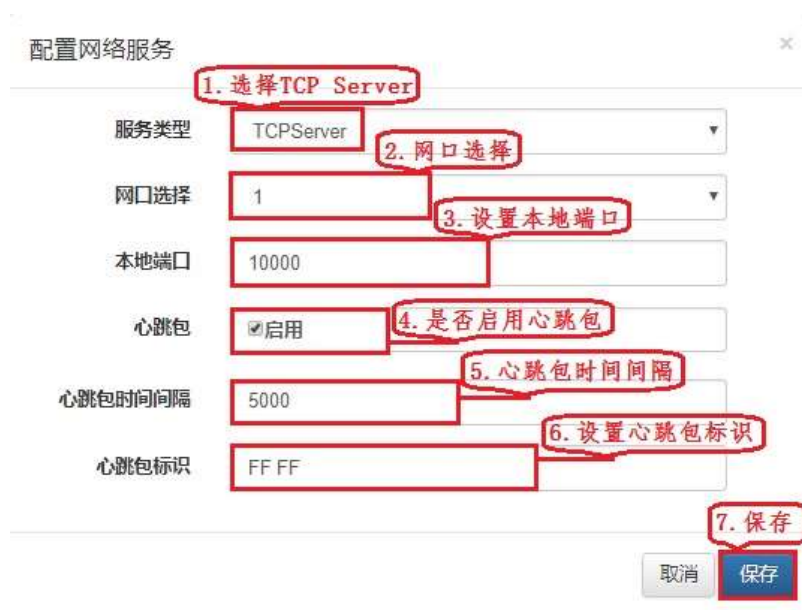 配置网络服务
×
1. 选择TCP Server
服务类型
TCPServer
2. 网口选择
网口选择
1
3. 设置本地端口
本地端口
10000
心跳包
启用
4. 是否启用心跳包
5. 心跳包时间间隔
心跳包时间间隔
5000
6. 设置心跳包标识
心跳包标识
FF FF
7. 保存
取消
保存